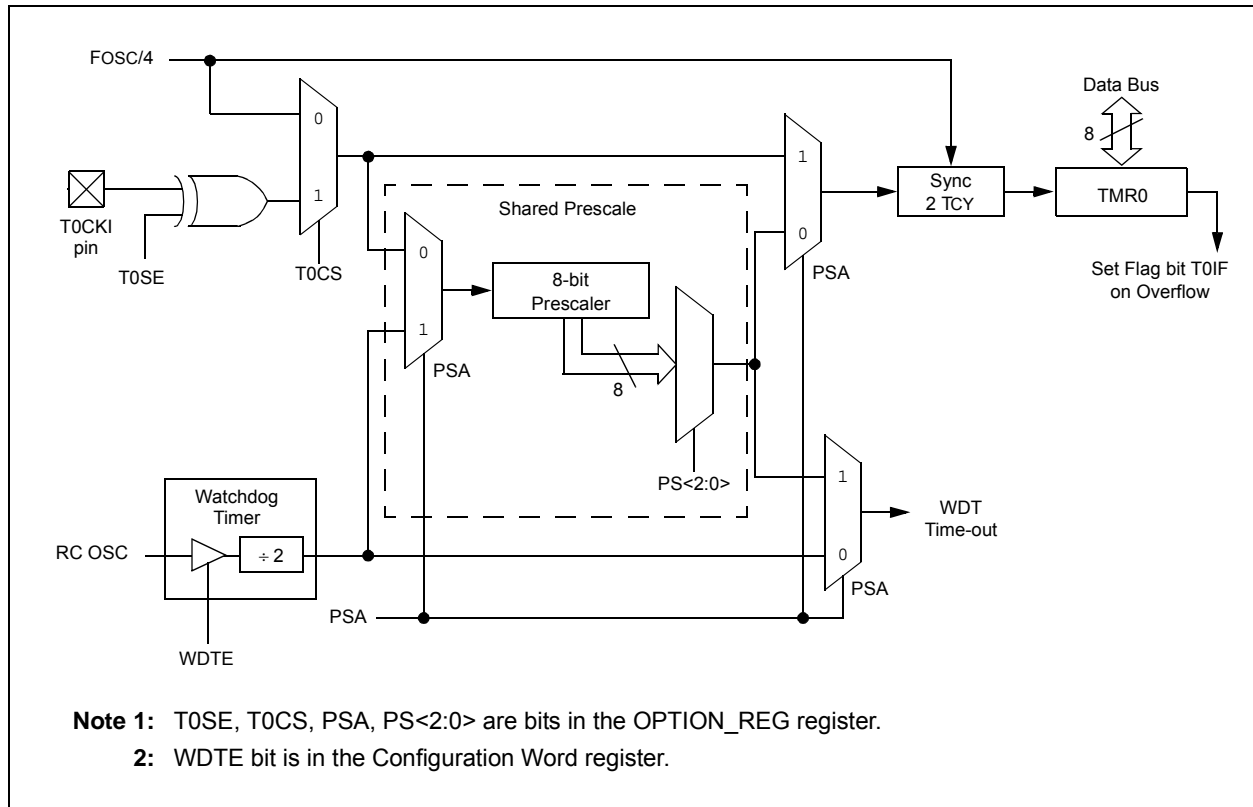 FOSC/4
Data Bus
8
0
1
T0CKI
pin
T0SE
T0CS
Shared Prescale
0
1
PSA
8-bit
Prescaler
8
PS<2:0>
1
0
PSA
Sync
2 TCY
TMR0
Set Flag bit T0IF
on Overflow
Watchdog
Timer
RC OSC
÷ 2
WDTE
PSA
1
0
PSA
WDT
Time-out
Note 1: T0SE, T0CS, PSA, PS<2:0> are bits in the OPTION_REG register.
2: WDTE bit is in the Configuration Word register.